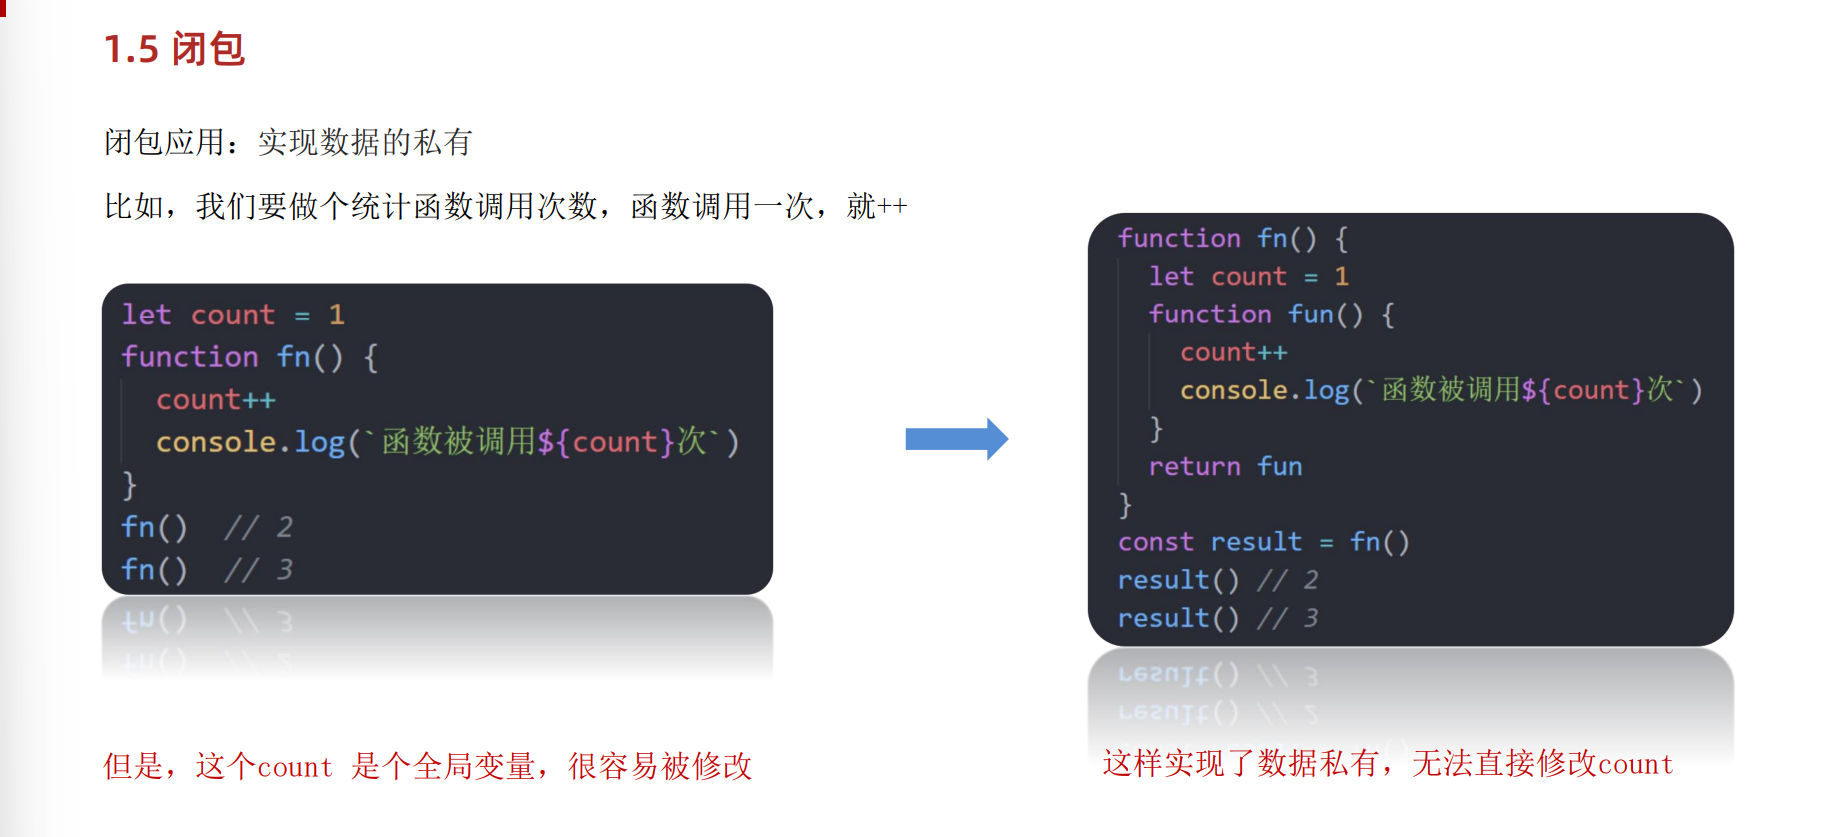 1.5 闭包
闭包应用：实现数据的私有
比如，我们要做个统计函数调用次数，函数调用一次，就++
let count = 1
function fn() {
count++
console.log(`函数被调用${count}次`)
}
fn() // 2
fn() // 3
但是，这个count 是个全局变量，很容易被修改
function fn() {
let count = 1
function fun() {
count++
console.log(`函数被调用${count}次`)
}
return fun
}
const result = fn()
result() // 2
result() // 3
这样实现了数据私有，无法直接修改count